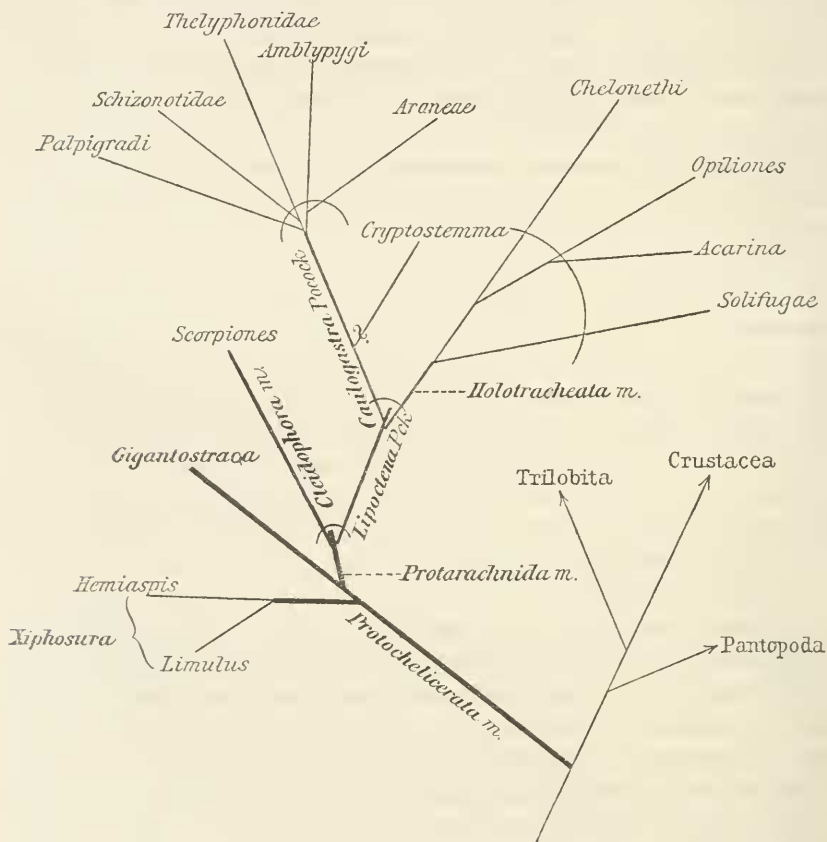 Thelyphonidae
Amblypygi
Schizonotidae
Araneae
Chelonethi
Palpigradi
Opiliones
Cryptostemma
Acarina
Caulogastra Pocock.
Solifugae
Scorpiones
Holotracheata m.
Cteidophora m.
Lipoctena Pck
Gigantostraca
Trilobita
Crustacea
Protarachnida m.
Hemiaspis
Xiphosura
Limulus
Protochelicerata m.
Pantopoda